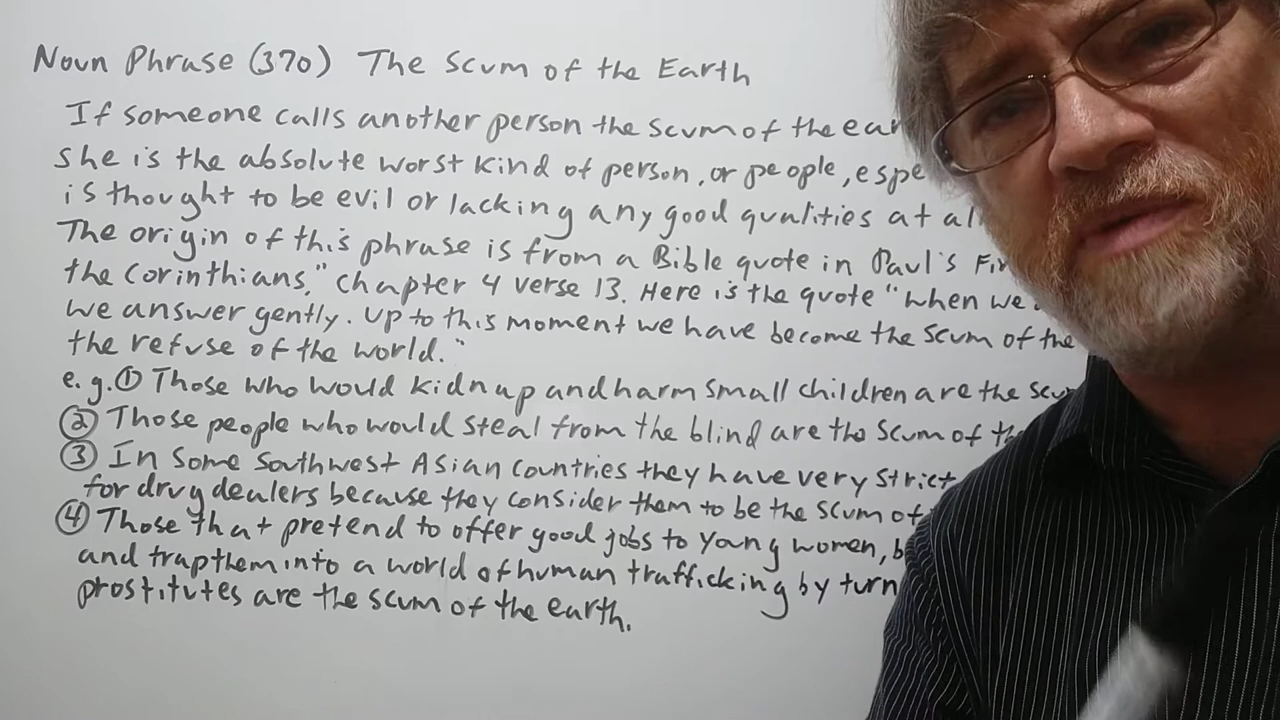 Noun Phrase (370) The Scum of the Earth
If someone calls another person the scum of the ear
she is the absolute worst kind of person, or people, espe
is thought to be evil or lacking any good qualities at al
The origin of this phrase is from a Bible quote in Paul's Fir
the Corinthians," chapter 4 verse 13. Here is the quote "when we
we answer gently. Up to this moment we have become the scum of the
the refuse of the world."
e.g. ① Those who would kidnup and harm small children are the scu
② Those people who would steal from the blind are the scum of th
③ In some Southwest Asian countries they have very strict
for drug dealers because they consider them to be the scum of
④ Those that pretend to offer good jobs to young women, b
and trap them into a world of human trafficking by turn
prostitutes are the scum of the earth.